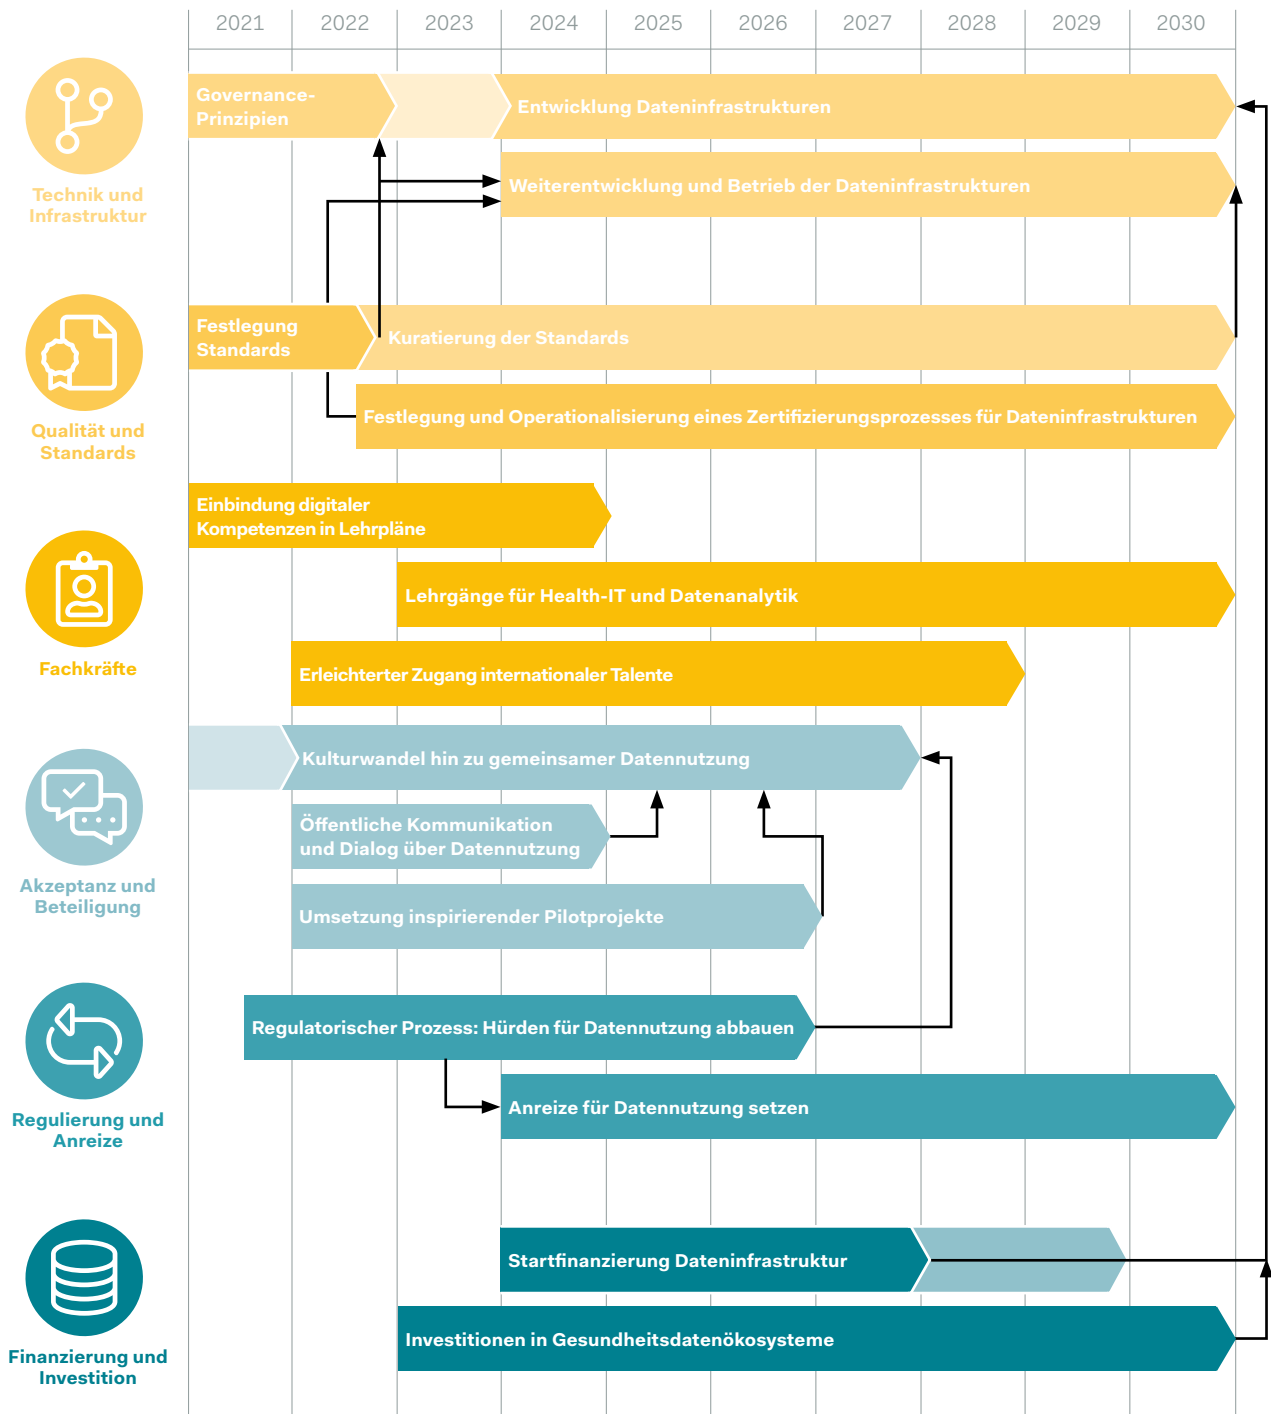 2021 2022 2023 2024 2025 2026 2027 2028 2029 2030
Governance-
Prinzipien
Entwicklung Dateninfrastrukturen
Weiterentwicklung und Betrieb der Dateninfrastrukturen
Technik und
Infrastruktur
Festlegung
Standards
Kuratierung der Standards
Festlegung und Operationalisierung eines Zertifizierungsprozesses für Dateninfrastrukturen
Qualität und
Standards
Einbindung digitaler
Kompetenzen in Lehrpläne
Lehrgänge für Health-IT und Datenanalytik
Erleichterter Zugang internationaler Talente
Fachkräfte
Kulturwandel hin zu gemeinsamer Datennutzung
Öffentliche Kommunikation
und Dialog über Datennutzung
Umsetzung inspirierender Pilotprojekte
Akzeptanz und
Beteiligung
Regulatorischer Prozess: Hürden für Datennutzung abbauen
Anreize für Datennutzung setzen
Regulierung und
Anreize
Startfinanzierung Dateninfrastruktur
Investitionen in Gesundheitsdatenökosysteme
Finanzierung und
Investition